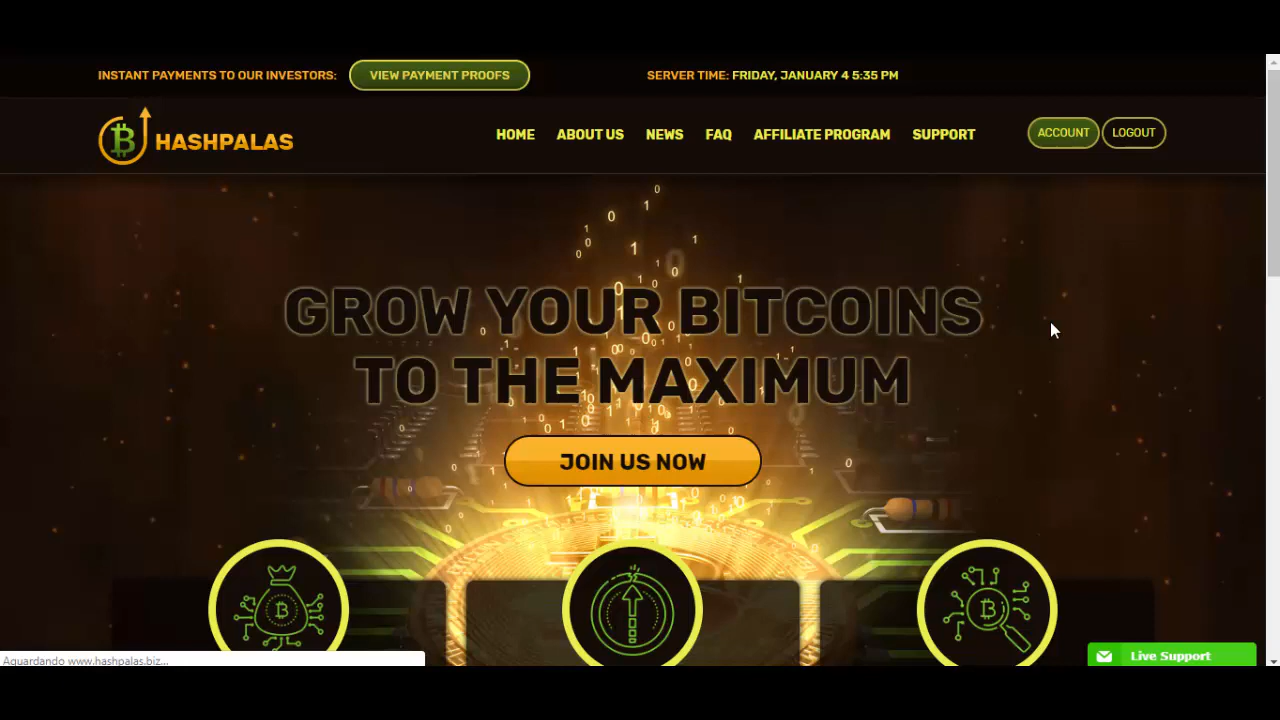 INSTANT PAYMENTS TO OUR INVESTORS: VIEW PAYMENT PROOFS SERVER TIME: FRIDAY, JANUARY 4 5:35 PM
HASHPALAS HOME ABOUT US NEWS FAQ AFFILIATE PROGRAM SUPPORT ACCOUNT LOGOUT
GROW YOUR BITCOINS
TO THE MAXIMUM
JOIN US NOW
Aguardando www.hashpalas.biz... Live Support